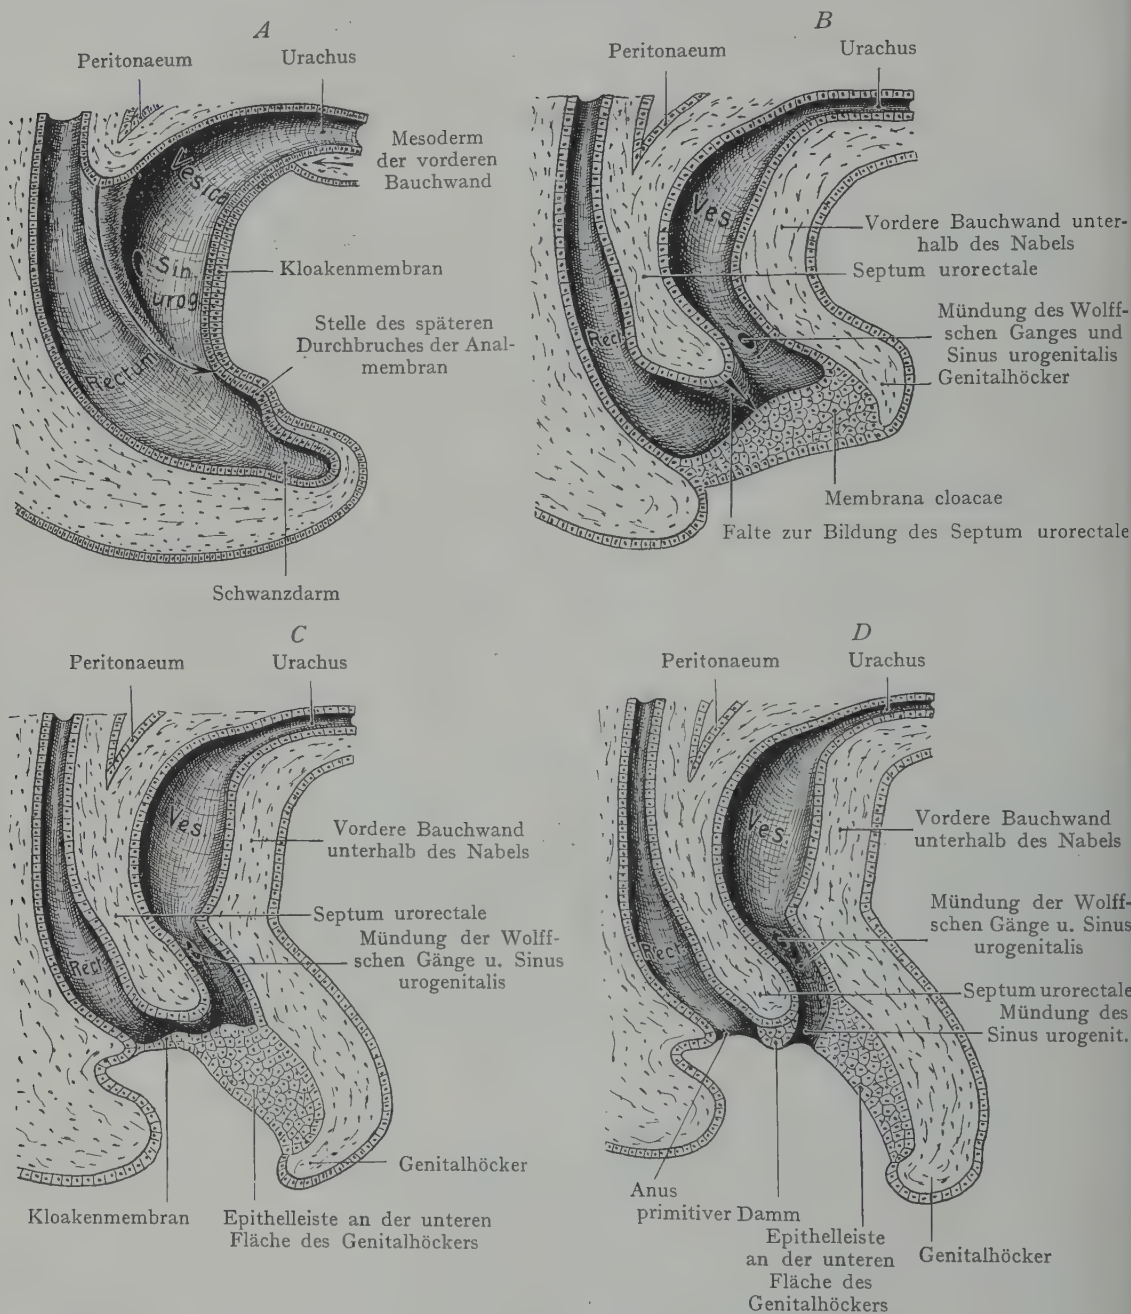 A
Peritonaeum
Urachus
Mesoderm
der vorderen
Bauchwand
Vesica
Sin.
urog.
Kloakenmembran
Stelle des späteren
Durchbruches der Anal-
membran
Rectum
Schwanzdarm
B
Peritonaeum
Urachus
Ves.
Vordere Bauchwand unter-
halb des Nabels
Septum urorectale
Mündung des Wolff-
schen Ganges und
Sinus urogenitalis
Genitalhöcker
Rect.
Membrana cloacae
Falte zur Bildung des Septum urorectale
C
Peritonaeum
Urachus
Ves.
Vordere Bauchwand
unterhalb des Nabels
Septum urorectale
Mündung der Wolff-
schen Gänge u. Sinus
urogenitalis
Rect.
Genitalhöcker
Kloakenmembran
Epithelleiste an der unteren
Fläche des Genitalhöckers
D
Peritonaeum
Urachus
Ves.
Vordere Bauchwand
unterhalb des Nabels
Mündung der Wolff-
schen Gänge u. Sinus
urogenitalis
Rect.
Septum urorectale
Mündung des
Sinus urogenit.
Anus
primitiver Damm
Epithelleiste
an der unteren
Fläche des
Genitalhöckers
Genitalhöcker